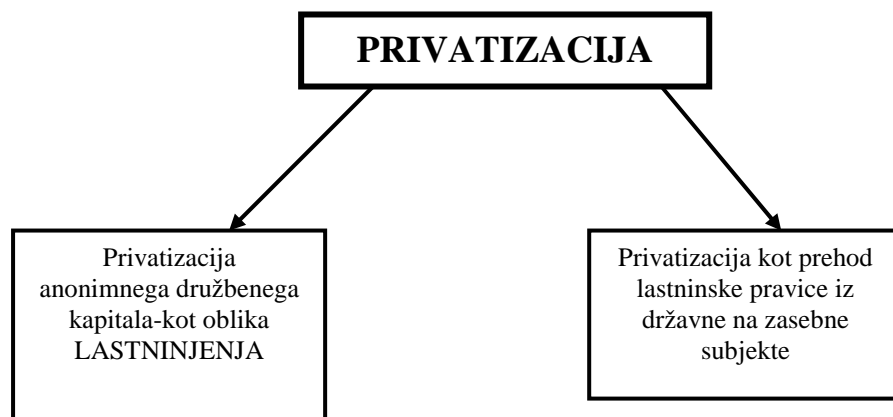 PRIVATIZACIJA
Privatizacija
anonimnega družbenega
kapitala-kot oblika
LASTNINJENJA
Privatizacija kot prehod
lastninske pravice iz
državne na zasebne
subjekte